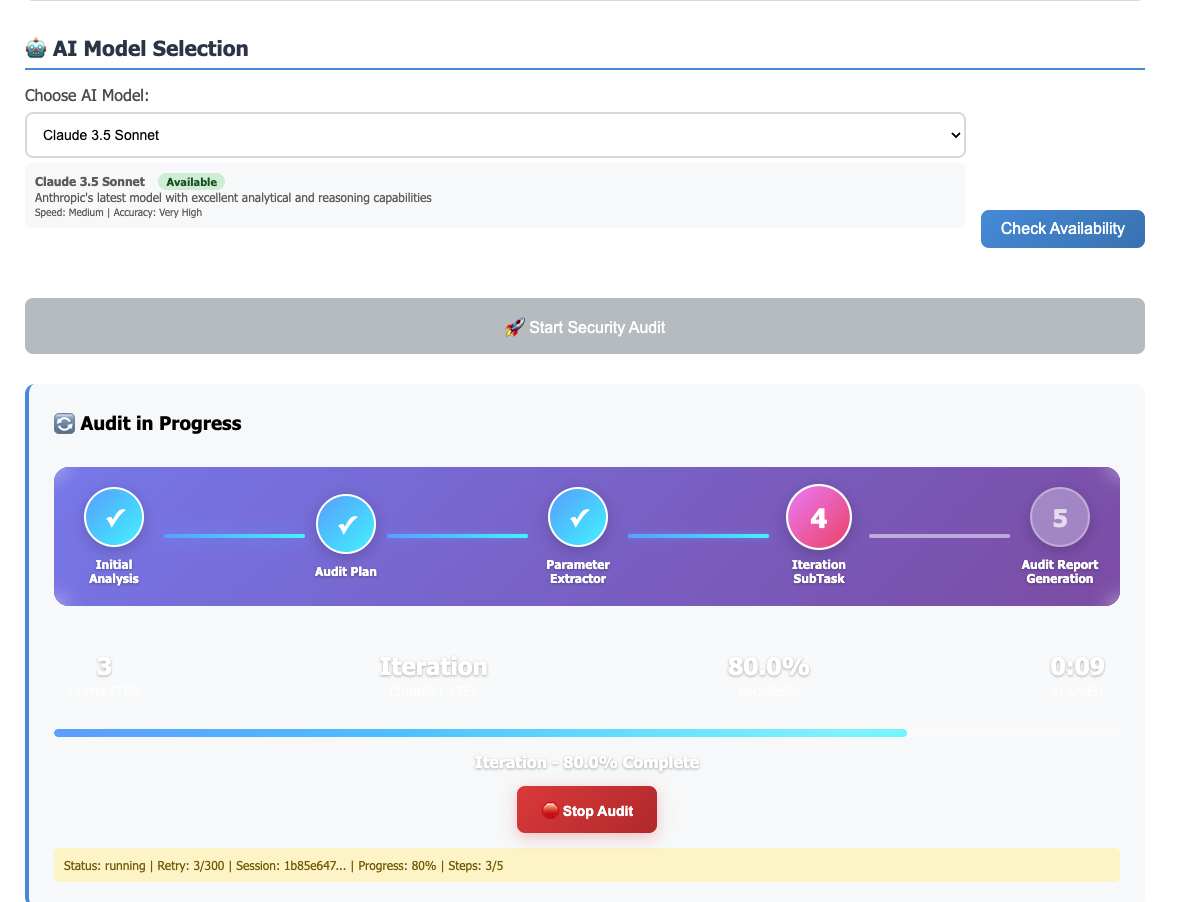 🤖 AI Model Selection
Choose AI Model:
Claude 3.5 Sonnet
Claude 3.5 Sonnet Available
Anthropic's latest model with excellent analytical and reasoning capabilities
Speed: Medium | Accuracy: Very High
Check Availability
🚀 Start Security Audit
🔄 Audit in Progress
✓ ✓ ✓ 4 5
Initial
Analysis
Audit Plan
Parameter
Extractor
Iteration
SubTask
Audit Report
Generation
3
COMPLETED
Iteration
CURRENT STEP
80.0%
PROGRESS
0:09
ELAPSED
Iteration - 80.0% Complete
🛑 Stop Audit
Status: running | Retry: 3/300 | Session: 1b85e647... | Progress: 80% | Steps: 3/5